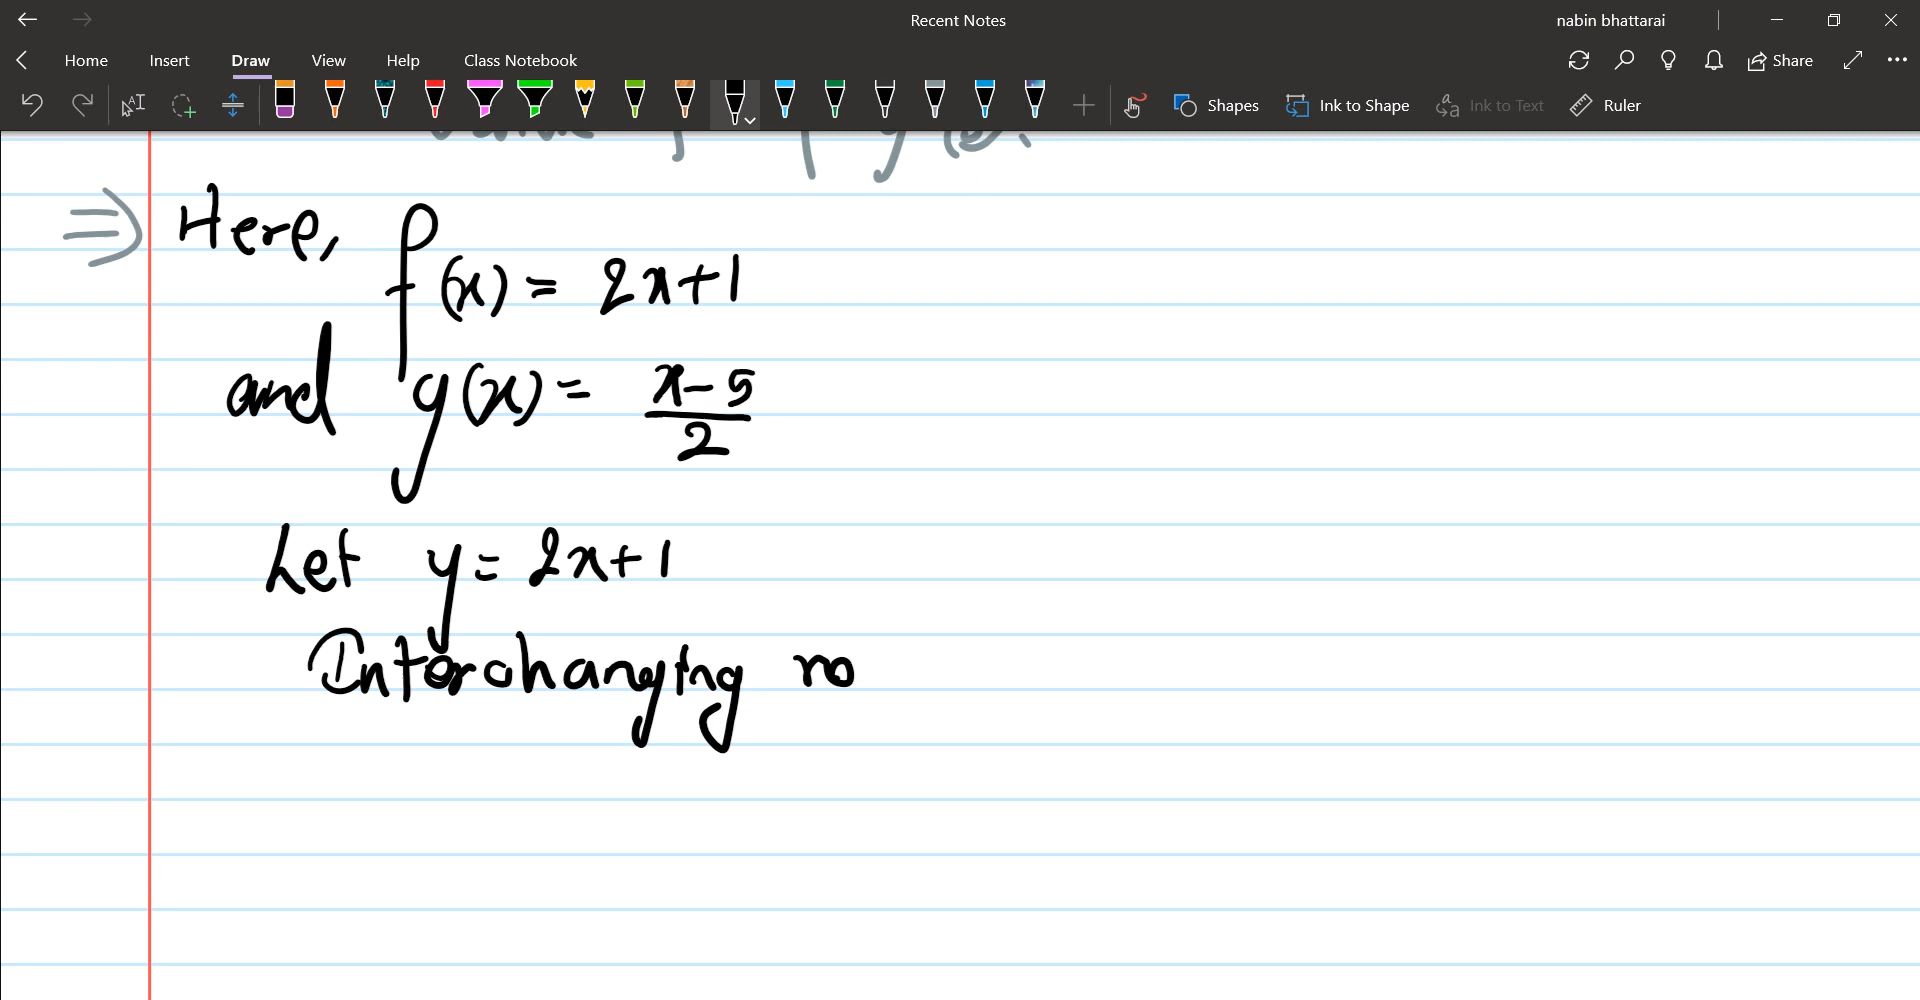 Recent Notes
nabin bhattarai
Home Insert Draw View Help Class Notebook
Share
Shapes Ink to Shape Ink to Text Ruler
Here, f(x) = 2x+1
and g(x) = x-5/2
Let y = 2x+1
Interchanging